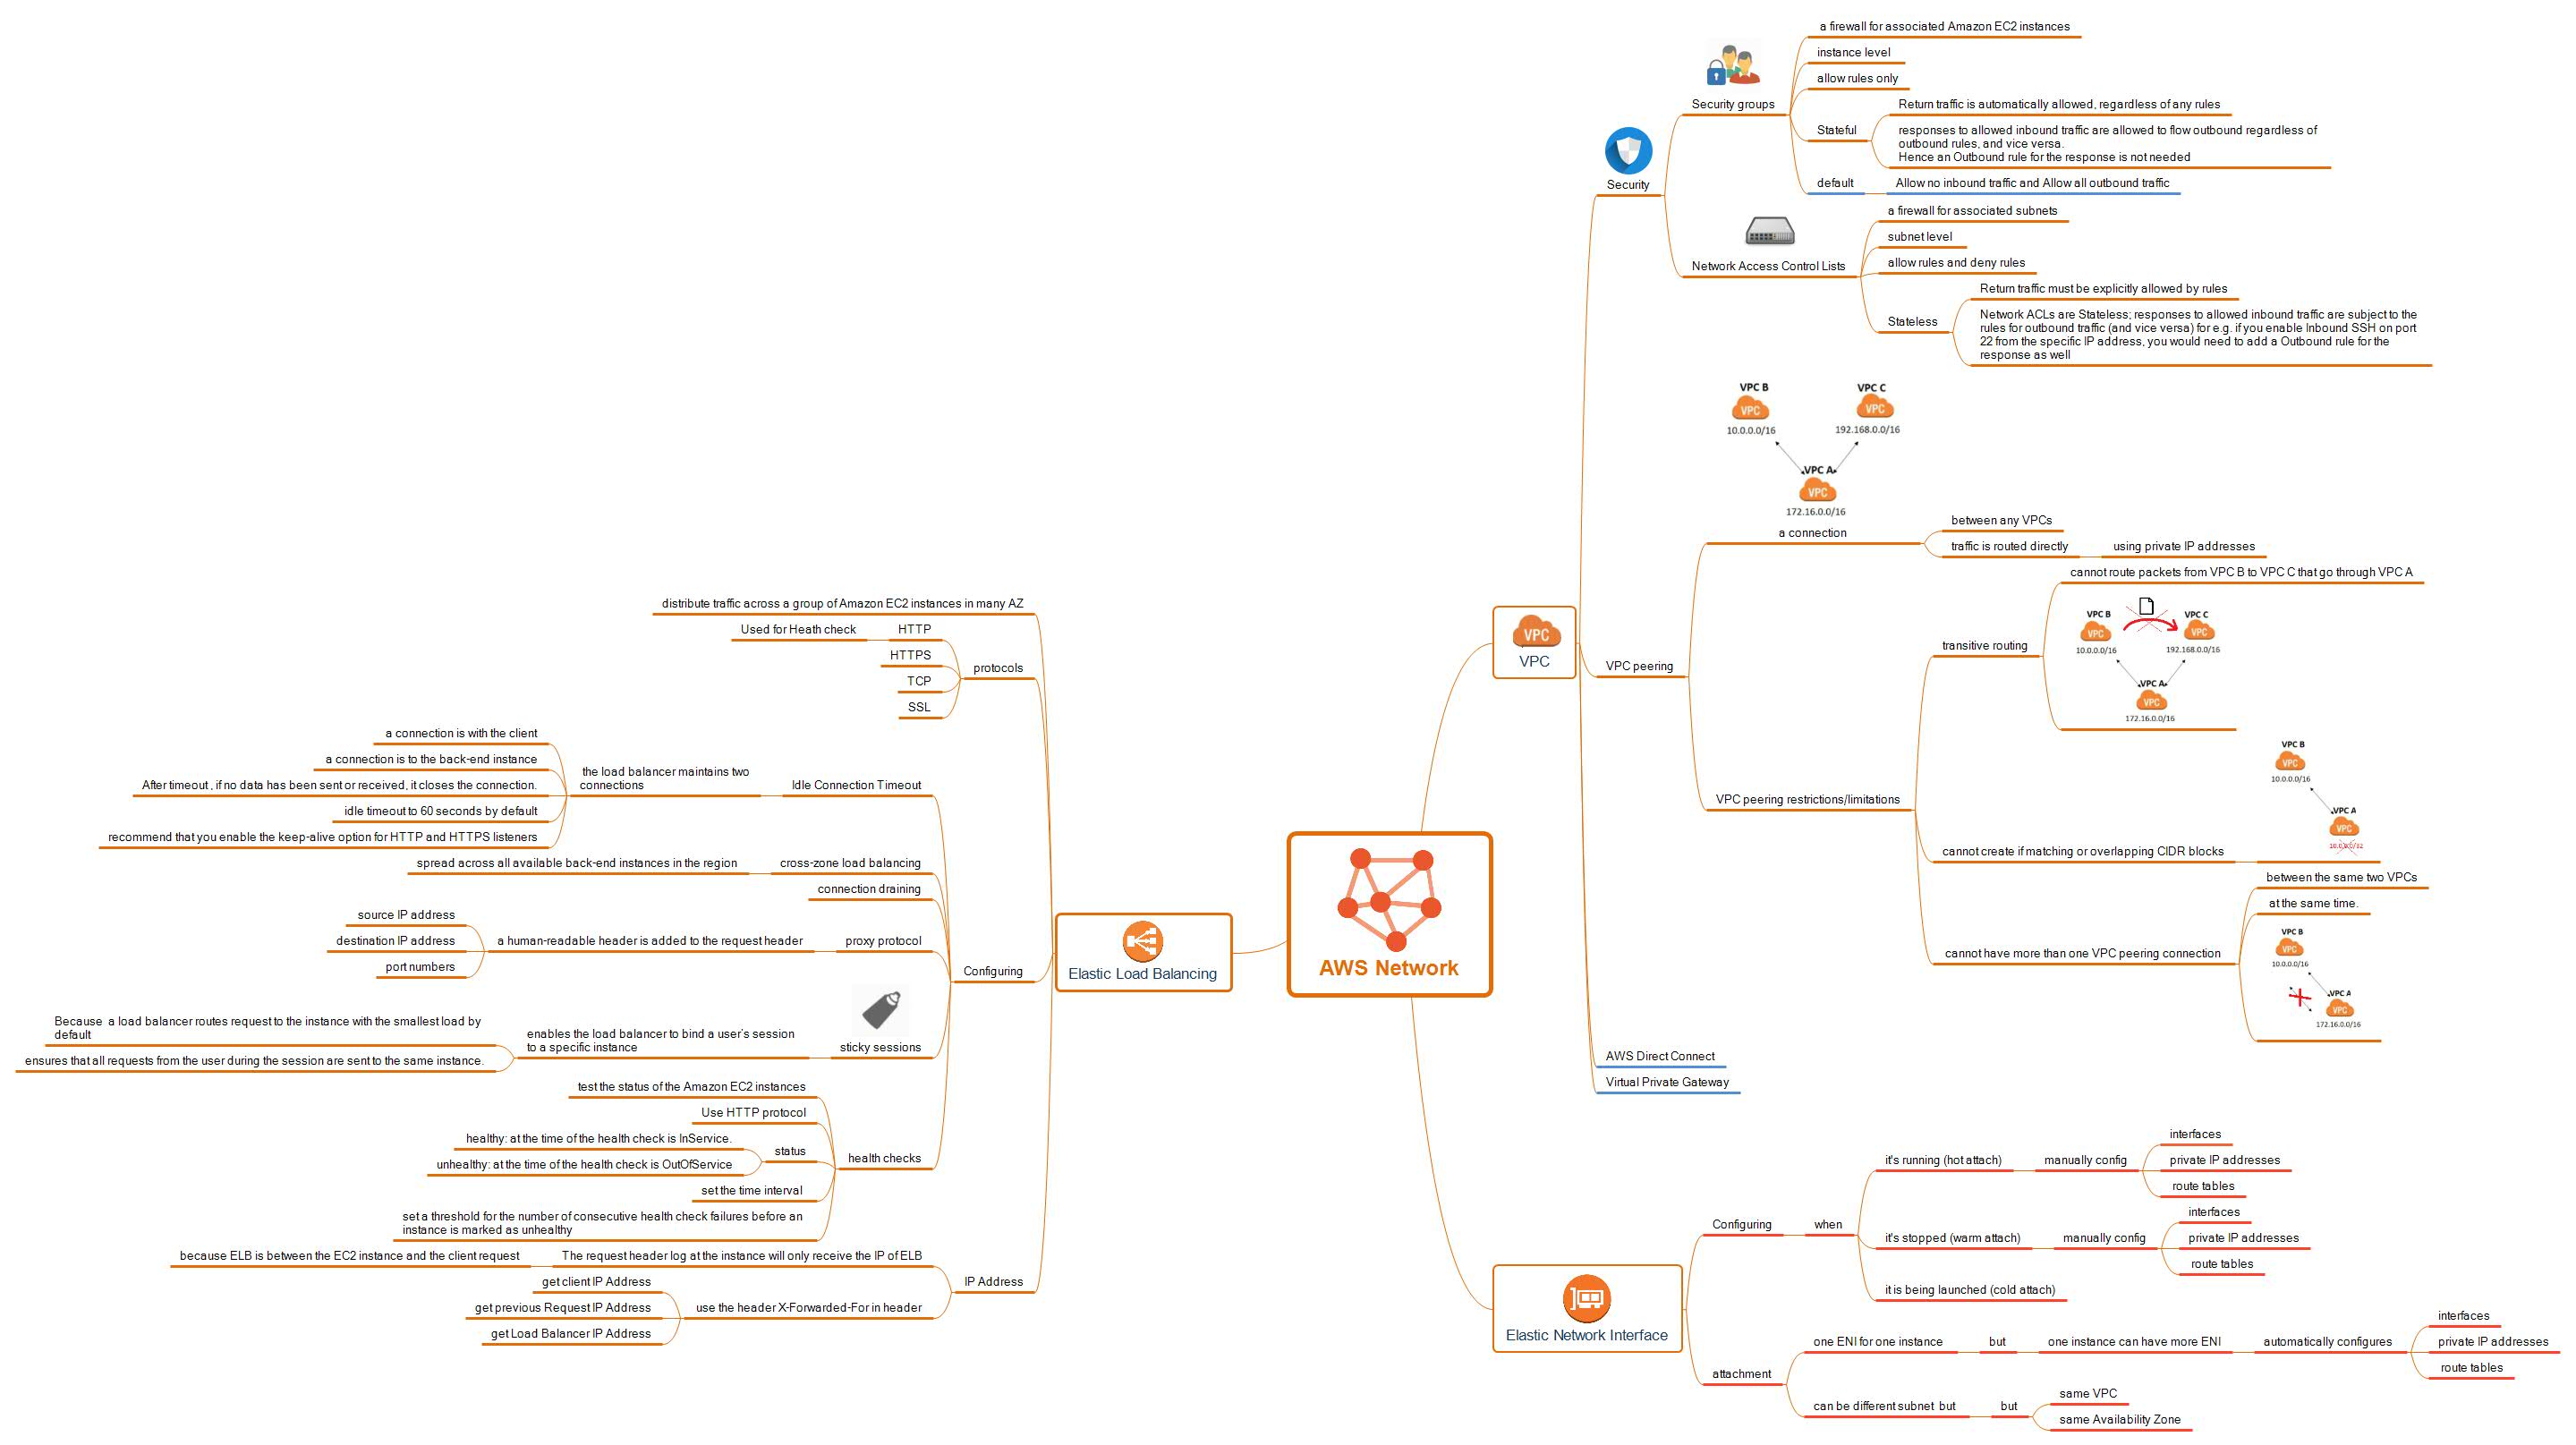 AWS Network
VPC
VPC
Security
Security groups
a firewall for associated Amazon EC2 instances
instance level
allow rules only
Stateful
Return traffic is automatically allowed, regardless of any rules
responses to allowed inbound traffic are allowed to flow outbound regardless of
outbound rules, and vice versa.
Hence an Outbound rule for the response is not needed
default
Allow no inbound traffic and Allow all outbound traffic
Network Access Control Lists
a firewall for associated subnets
subnet level
allow rules and deny rules
Stateless
Return traffic must be explicitly allowed by rules
Network ACLs are Stateless; responses to allowed inbound traffic are subject to the
rules for outbound traffic (and vice versa) for e.g. if you enable Inbound SSH on port
22 from the specific IP address, you would need to add a Outbound rule for the
response as well
VPC peering
VPC B
VPC C
VPC
VPC
10.0.0.0/16
192.168.0.0/16
VPC A
VPC
172.16.0.0/16
a connection
between any VPCs
traffic is routed directly
using private IP addresses
VPC peering restrictions/limitations
transitive routing
cannot route packets from VPC B to VPC C that go through VPC A
VPC B
VPC C
VPC
VPC
10.0.0.0/16
192.168.0.0/16
VPC A
VPC
172.16.0.0/16
cannot create if matching or overlapping CIDR blocks
VPC B
VPC
10.0.0.0/16
VPC A
VPC
cannot have more than one VPC peering connection
between the same two VPCs
at the same time.
VPC B
VPC
10.0.0.0/16
VPC A
VPC
172.16.0.0/16
AWS Direct Connect
Virtual Private Gateway
Elastic Network Interface
Configuring
when
it's running (hot attach)
manually config
interfaces
private IP addresses
route tables
it's stopped (warm attach)
manually config
interfaces
private IP addresses
route tables
it is being launched (cold attach)
attachment
one ENI for one instance
but
one instance can have more ENI
automatically configures
interfaces
private IP addresses
route tables
can be different subnet but
but
same VPC
same Availability Zone
Elastic Load Balancing
distribute traffic across a group of Amazon EC2 instances in many AZ
protocols
HTTP
Used for Heath check
HTTPS
TCP
SSL
Configuring
Idle Connection Timeout
the load balancer maintains two
connections
a connection is with the client
a connection is to the back-end instance
After timeout , if no data has been sent or received, it closes the connection.
idle timeout to 60 seconds by default
recommend that you enable the keep-alive option for HTTP and HTTPS listeners
cross-zone load balancing
spread across all available back-end instances in the region
connection draining
proxy protocol
a human-readable header is added to the request header
source IP address
destination IP address
port numbers
sticky sessions
enables the load balancer to bind a user's session
to a specific instance
Because a load balancer routes request to the instance with the smallest load by
default
ensures that all requests from the user during the session are sent to the same instance.
health checks
test the status of the Amazon EC2 instances
Use HTTP protocol
status
healthy: at the time of the health check is InService.
unhealthy: at the time of the health check is OutOfService
set the time interval
set a threshold for the number of consecutive health check failures before an
instance is marked as unhealthy
IP Address
The request header log at the instance will only receive the IP of ELB
because ELB is between the EC2 instance and the client request
use the header X-Forwarded-For in header
get client IP Address
get previous Request IP Address
get Load Balancer IP Address